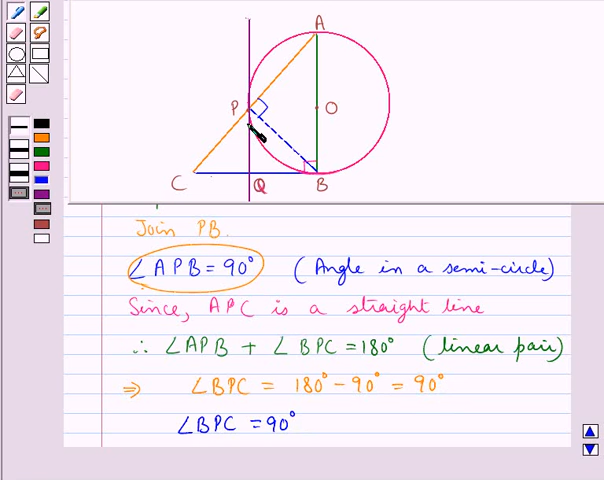 A
P
O
C
Q
B
Join PB.
∠APB = 90° (Angle in a semi-circle)
Since, APC is a straight line
∴ ∠APB + ∠BPC = 180° (linear pair)
⇒ ∠BPC = 180° - 90° = 90°
∠BPC = 90°